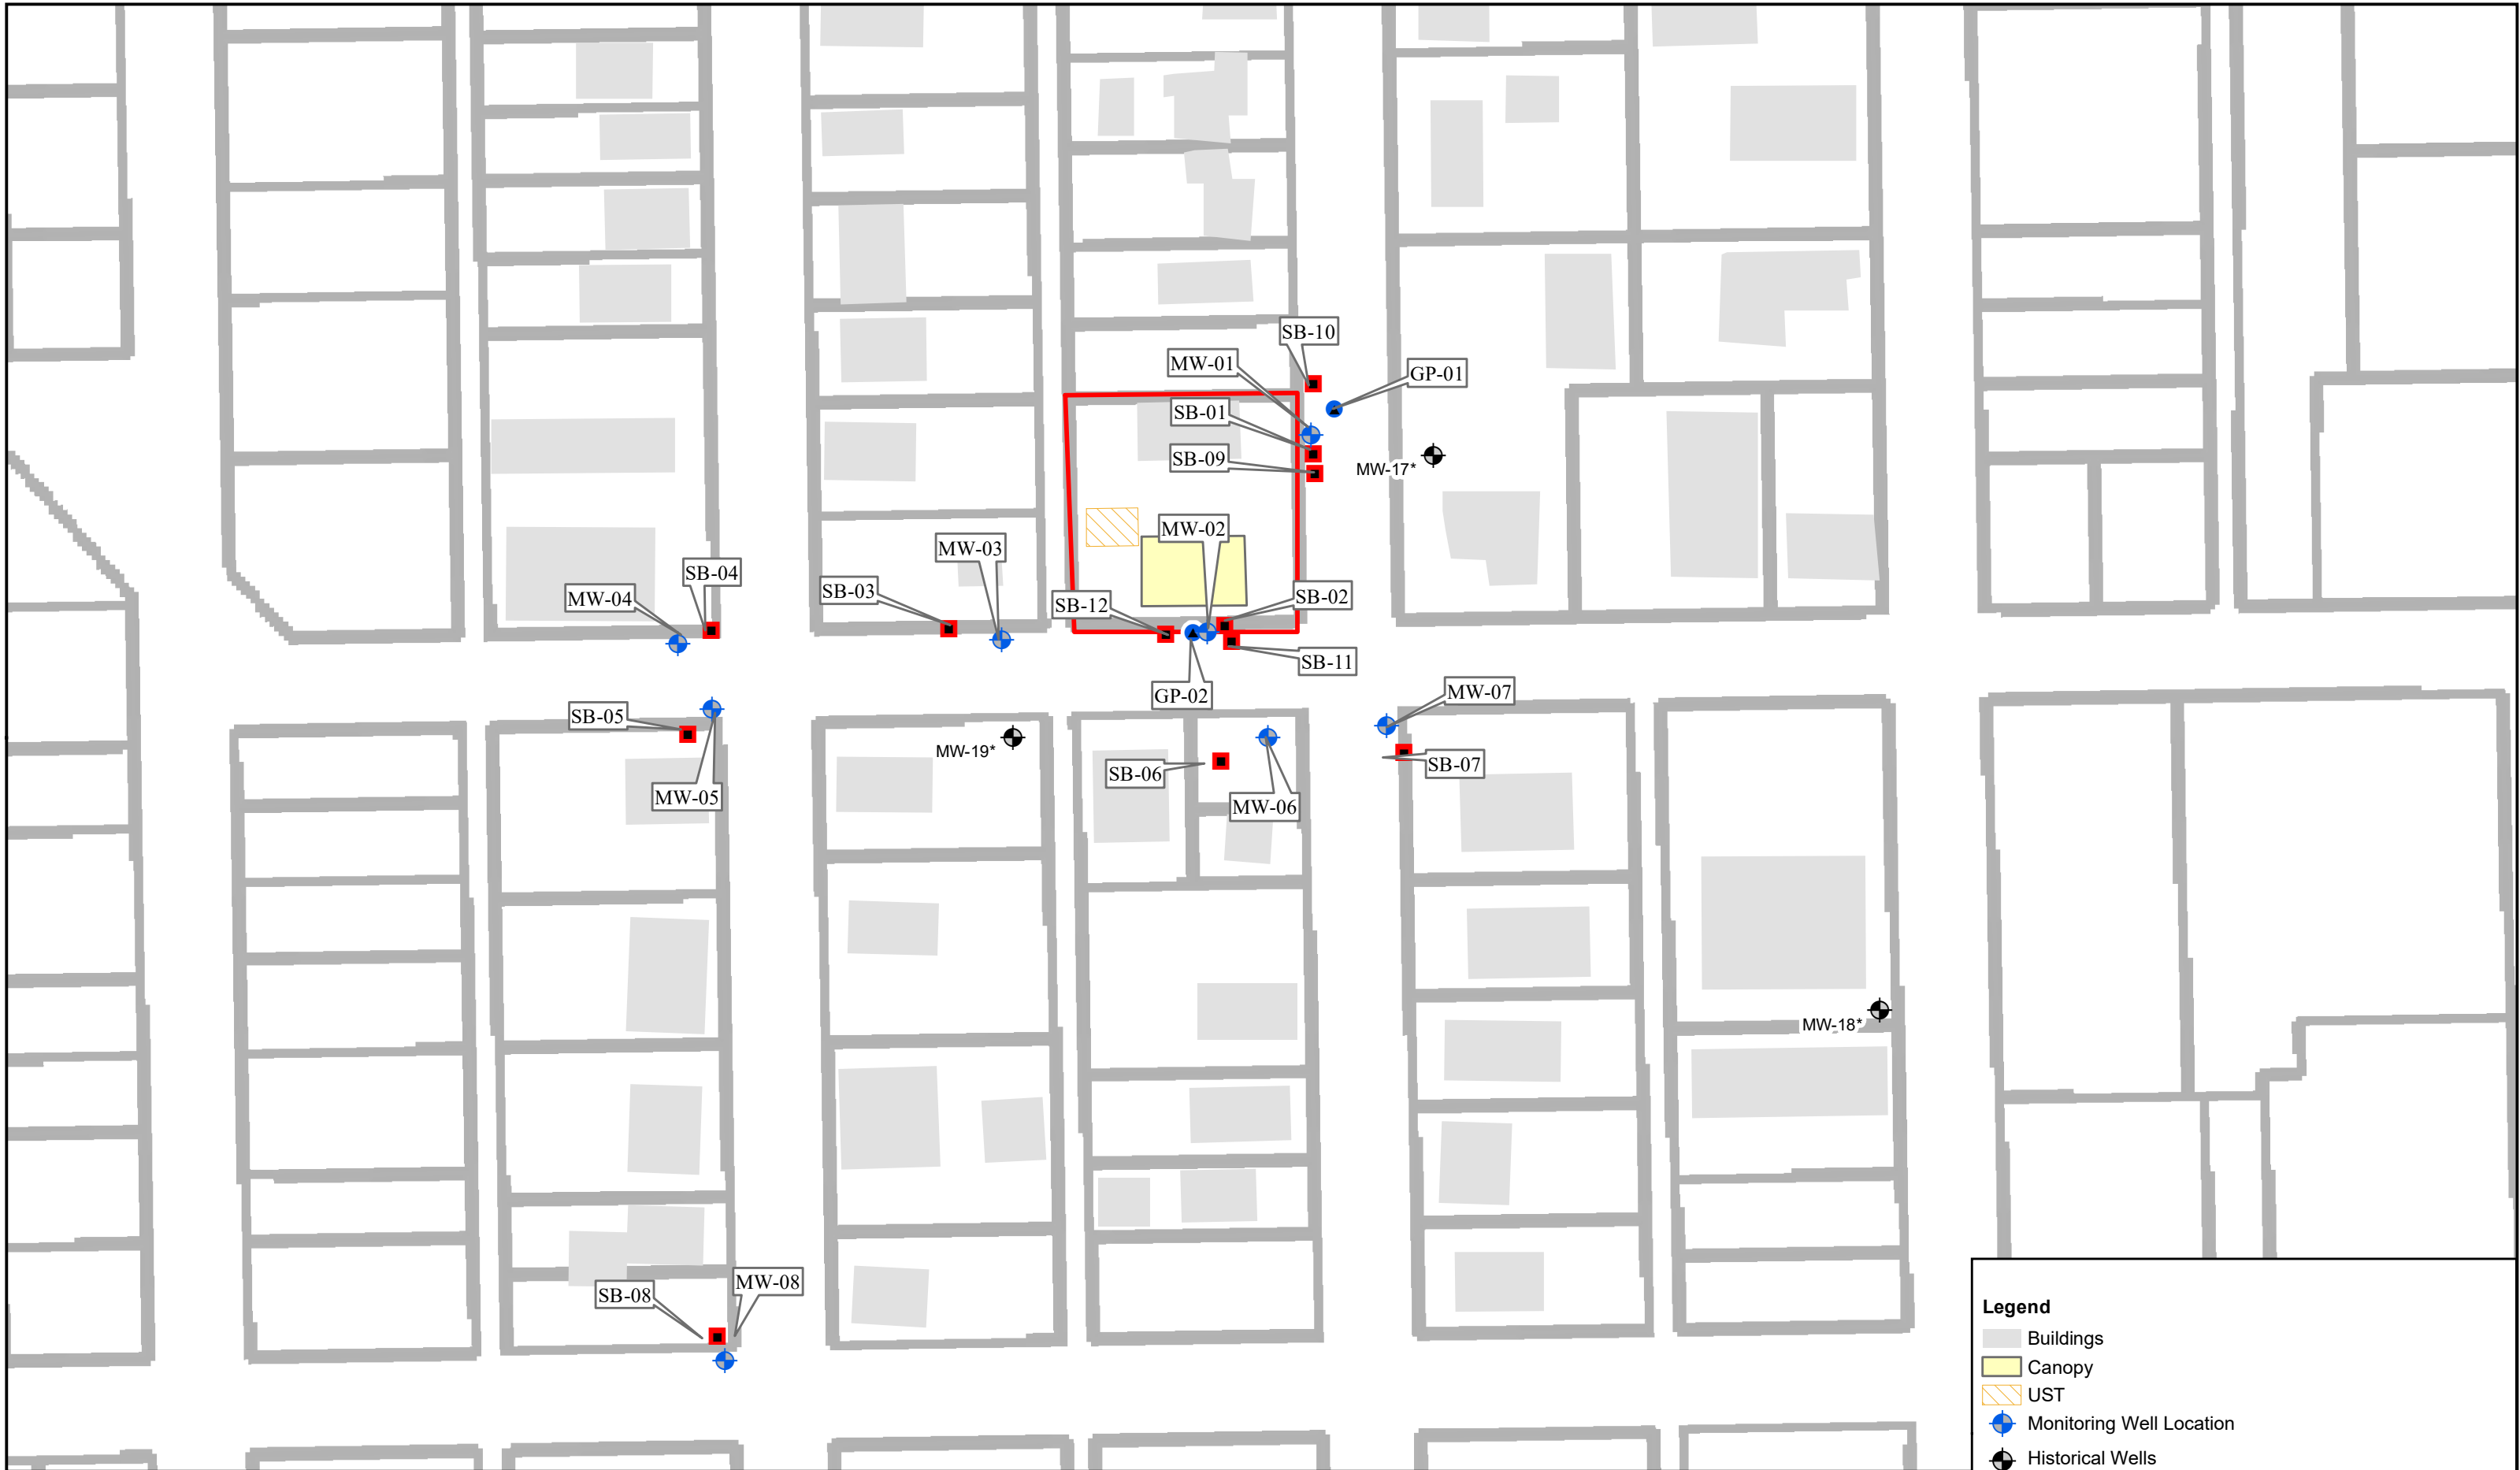 SB-10
MW-01
GP-01
SB-01
SB-09
MW-17*
MW-02
MW-03
SB-04
SB-03
MW-04
SB-12
SB-02
SB-11
GP-02
MW-07
SB-05
MW-19*
SB-06
SB-07
MW-05
MW-06
MW-18*
MW-08
SB-08
Legend
Buildings
Canopy
UST
Monitoring Well Location
Historical Wells